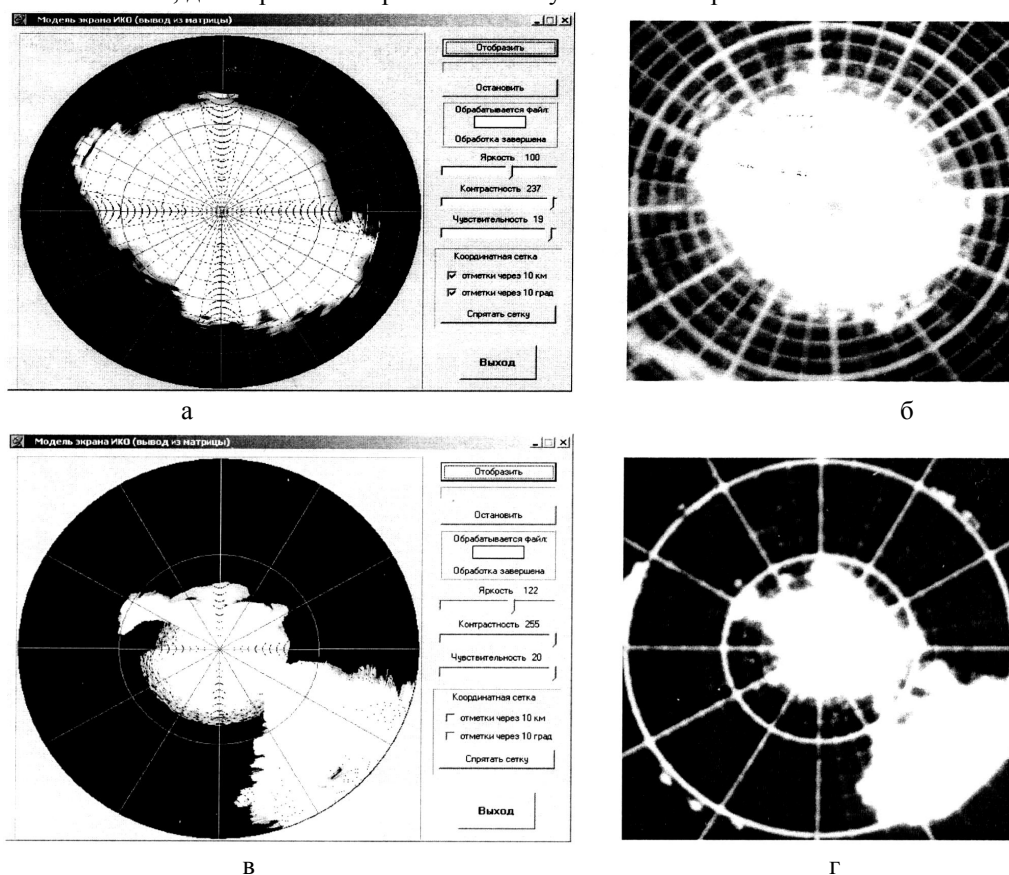 Модель экрана ИКО (вывод из матрицы)
Отобразить
Остановить
Обрабатывается файл:
Обработка завершена
Яркость 100
Контрастность 237
Чувствительность 19
Координатная сетка
отметки через 10 км
отметки через 10 град
Спрятать сетку
Выход
а
б
Модель экрана ИКО (вывод из матрицы)
Отобразить
Остановить
Обрабатывается файл:
Обработка завершена
Яркость 122
Контрастность 255
Чувствительность 20
Координатная сетка
отметки через 10 км
отметки через 10 град
Спрятать сетку
Выход
в
г